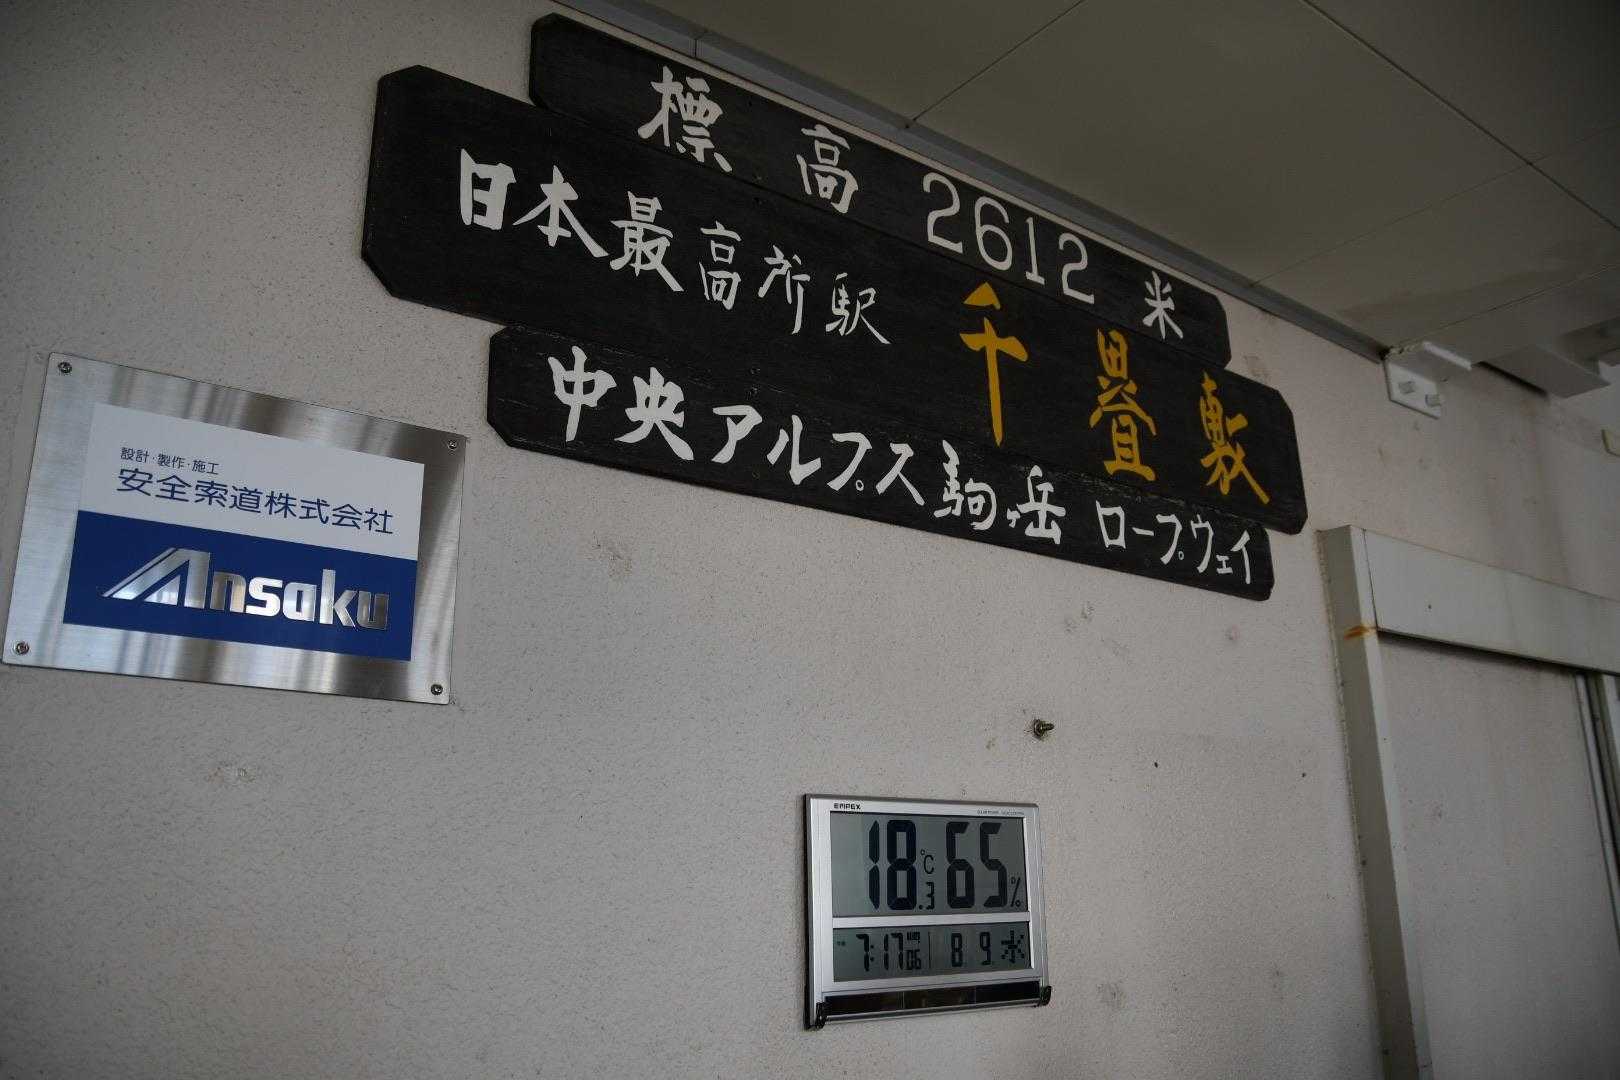 標高 2612 米
日本最高所駅 千畳敷
中央アルプス駒ヶ岳 ロープウェイ
設計・製作・施工
安全索道株式会社
Ansaku
EMPEX
18.3 ℃ 65 %
7:17 06 8 9 水